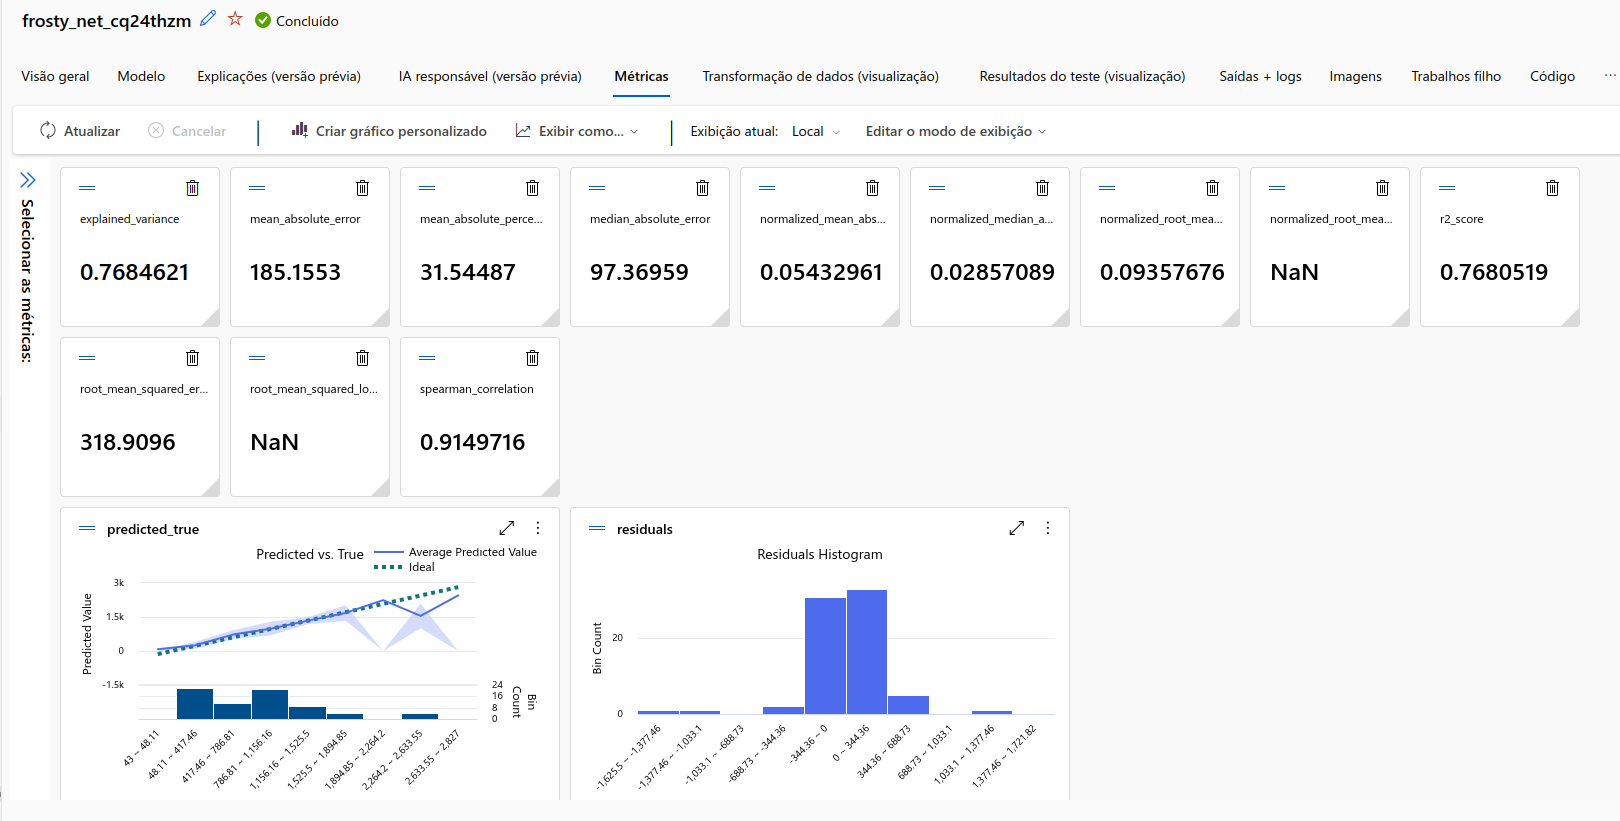 frosty_net_cq24thzm Concluído
Visão geral Modelo Explicações (versão prévia) IA responsável (versão prévia) Métricas Transformação de dados (visualização) Resultados do teste (visualização) Saídas + logs Imagens Trabalhos filho Código ...
Atualizar Cancelar Criar gráfico personalizado Exibir como... Exibição atual: Local Editar o modo de exibição
Selecionar as métricas:
explained_variance
0.7684621
mean_absolute_error
185.1553
mean_absolute_perce...
31.54487
median_absolute_error
97.36959
normalized_mean_abs...
0.05432961
normalized_median_a...
0.02857089
normalized_root_mea...
0.09357676
normalized_root_mea...
NaN
r2_score
0.7680519
root_mean_squared_er...
318.9096
root_mean_squared_lo...
NaN
spearman_correlation
0.9149716
predicted_true
Predicted vs. True
Average Predicted Value
Ideal
Predicted Value
3k
1.5k
0
-1.5k
24
16
8
0
Bin
Count
43 ~ 48.11
48.11 ~ 417.46
417.46 ~ 786.81
786.81 ~ 1,156.16
1,156.16 ~ 1,525.5
1,525.5 ~ 1,894.85
1,894.85 ~ 2,264.2
2,264.2 ~ 2,633.55
2,633.55 ~ 2,827
residuals
Residuals Histogram
Bin Count
20
0
-1,625.5 ~ -1,377.46
-1,377.46 ~ -1,033.1
-1,033.1 ~ -688.73
-688.73 ~ -344.36
-344.36 ~ 0
0 ~ 344.36
344.36 ~ 688.73
688.73 ~ 1,033.1
1,033.1 ~ 1,377.46
1,377.46 ~ 1,721.82